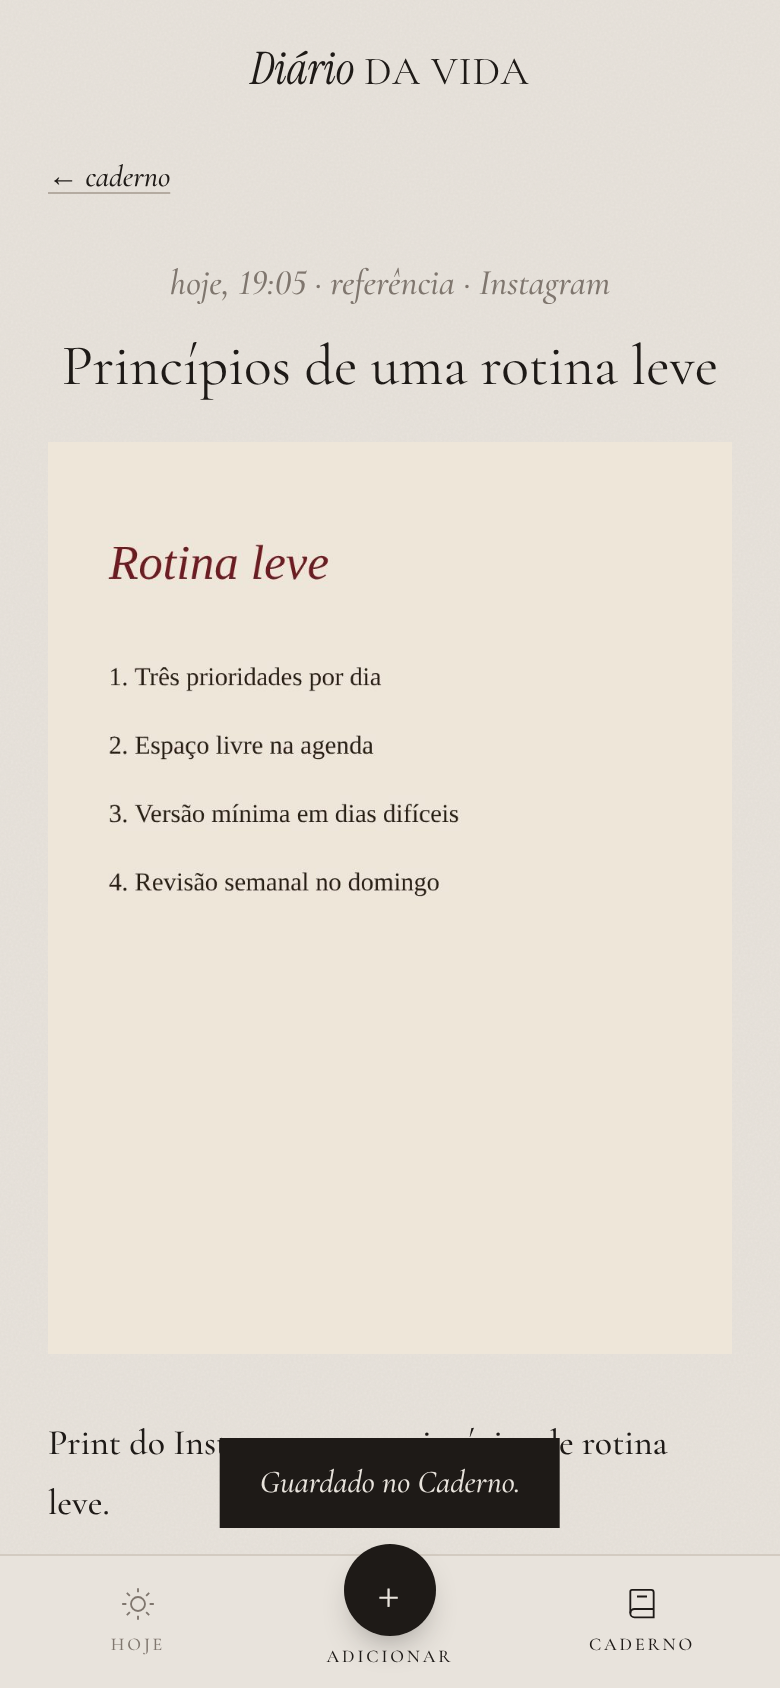 Diário DA VIDA
← caderno
hoje, 19:05 · referência · Instagram
Princípios de uma rotina leve
Rotina leve
1. Três prioridades por dia
2. Espaço livre na agenda
3. Versão mínima em dias difíceis
4. Revisão semanal no domingo
Print do rotina
leve.
Guardado no Caderno.
+
HOJE
ADICIONAR
CADERNO